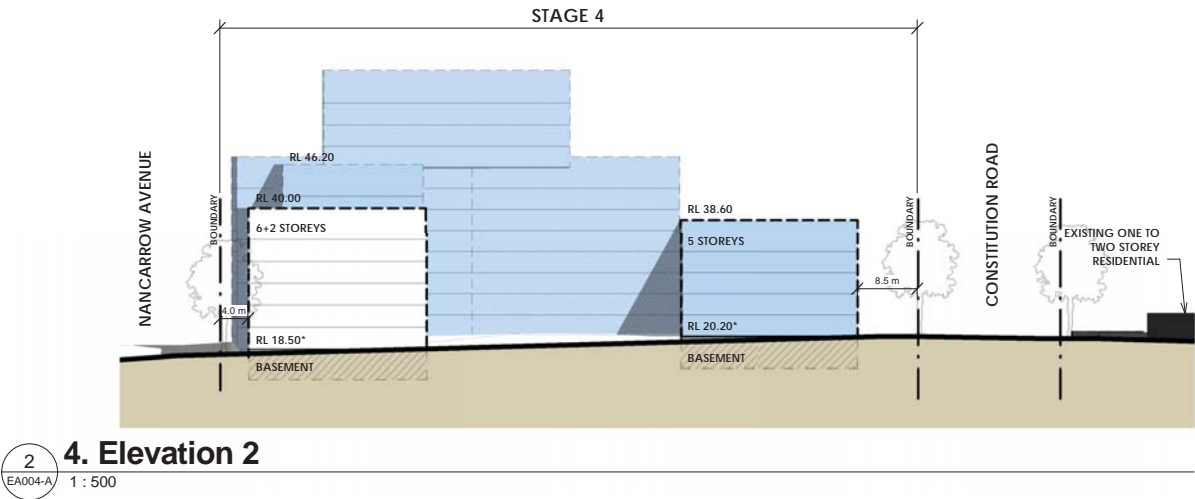 STAGE 4
NANCARROW AVENUE
BOUNDARY
RL 46.20
RL 40.00
6+2 STOREYS
4.0 m
RL 18.50*
BASEMENT
RL 38.60
5 STOREYS
RL 20.20*
BASEMENT
8.5 m
BOUNDARY
CONSTITUTION ROAD
BOUNDARY
EXISTING ONE TO
TWO STOREY
RESIDENTIAL
2
EA004-A
4. Elevation 2
1 : 500